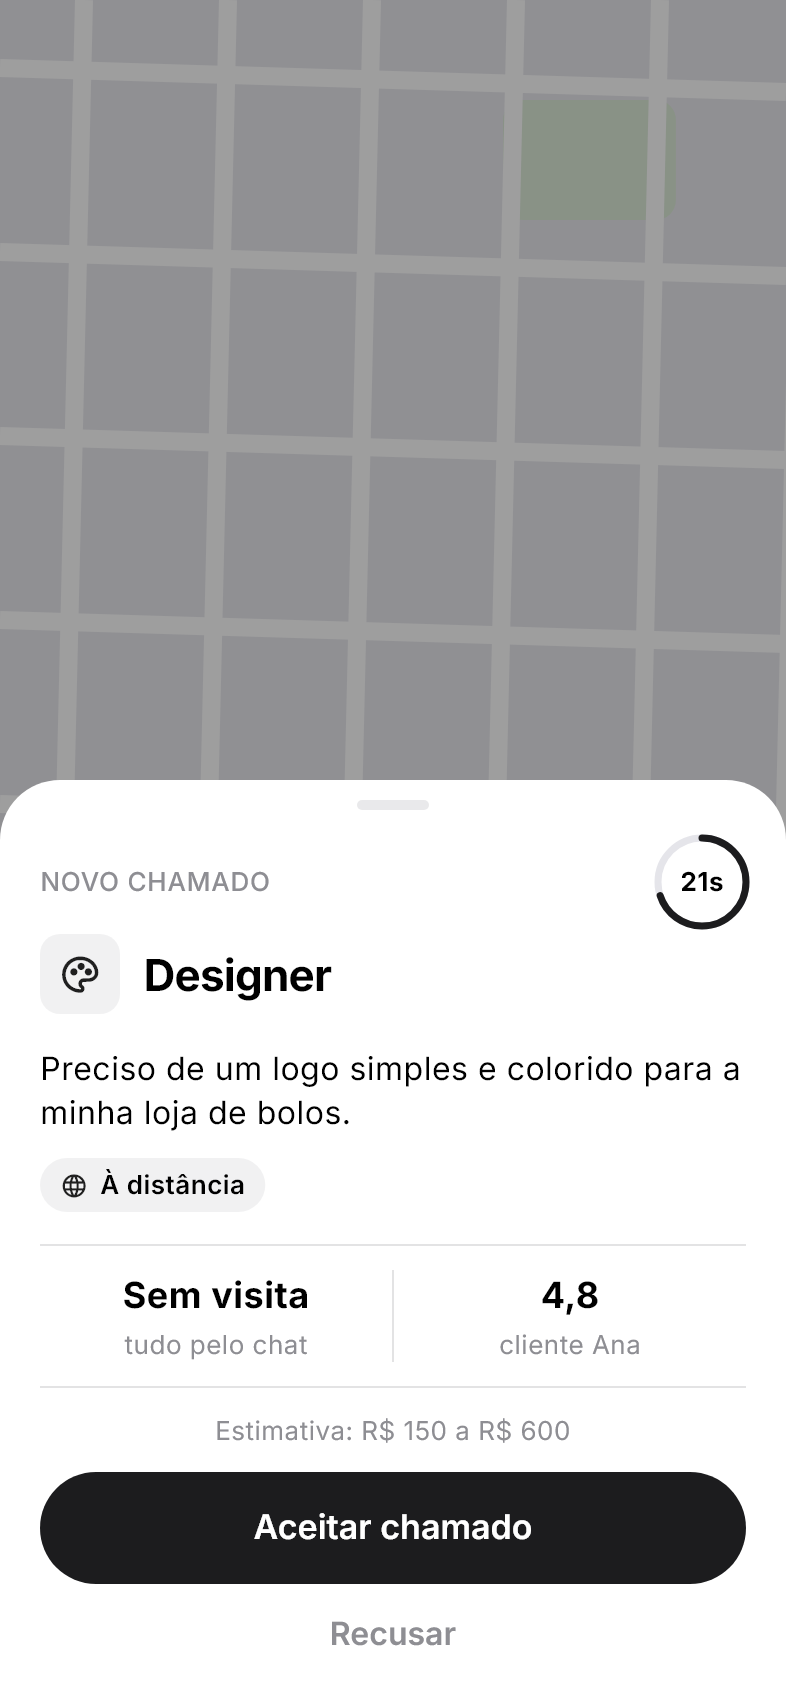 NOVO CHAMADO
21s
Designer
Preciso de um logo simples e colorido para a
minha loja de bolos.
À distância
Sem visita
tudo pelo chat
4,8
cliente Ana
Estimativa: R$ 150 a R$ 600
Aceitar chamado
Recusar